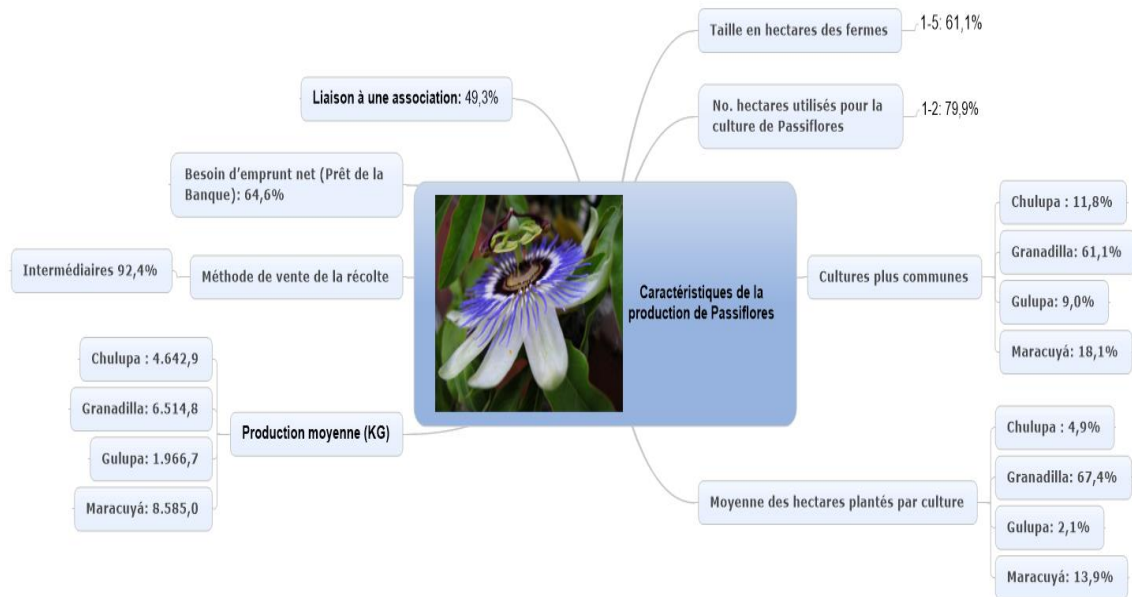 Caractéristiques de la
production de Passiflores
Taille en hectares des fermes
1-5: 61,1%
No. hectares utilisés pour la
culture de Passiflores
1-2: 79,9%
Cultures plus communes
Chulupa : 11,8%
Granadilla: 61,1%
Gulupa: 9,0%
Maracuyá: 18,1%
Moyenne des hectares plantés par culture
Chulupa : 4,9%
Granadilla: 67,4%
Gulupa: 2,1%
Maracuyá: 13,9%
Liaison à une association: 49,3%
Besoin d'emprunt net (Prêt de la
Banque): 64,6%
Méthode de vente de la récolte
Intermédiaires 92,4%
Production moyenne (KG)
Chulupa : 4.642,9
Granadilla: 6.514,8
Gulupa: 1.966,7
Maracuyá: 8.585,0